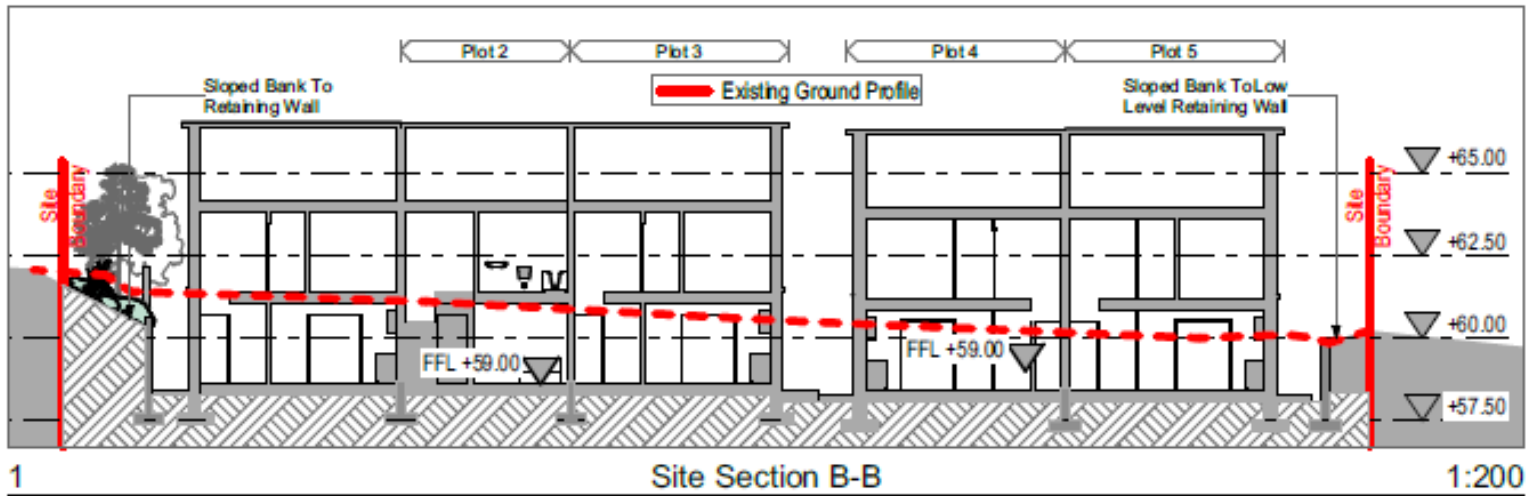 Plot 2
Plot 3
Plot 4
Plot 5
Sloped Bank To
Retaining Wall
Existing Ground Profile
Sloped Bank To Low
Level Retaining Wall
Site
Boundary
Site
Boundary
+65.00
+62.50
+60.00
+57.50
FFL +59.00
FFL +59.00
1
Site Section B-B
1:200